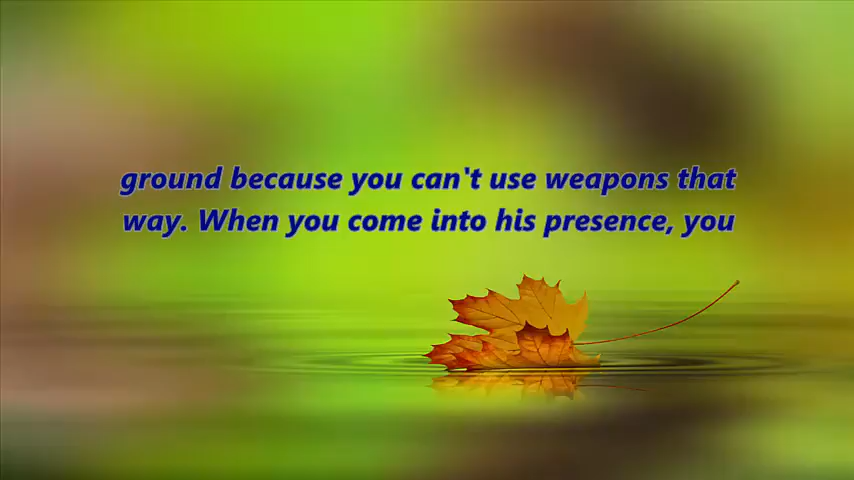 ground because you can't use weapons that
way. When you come into his presence, you